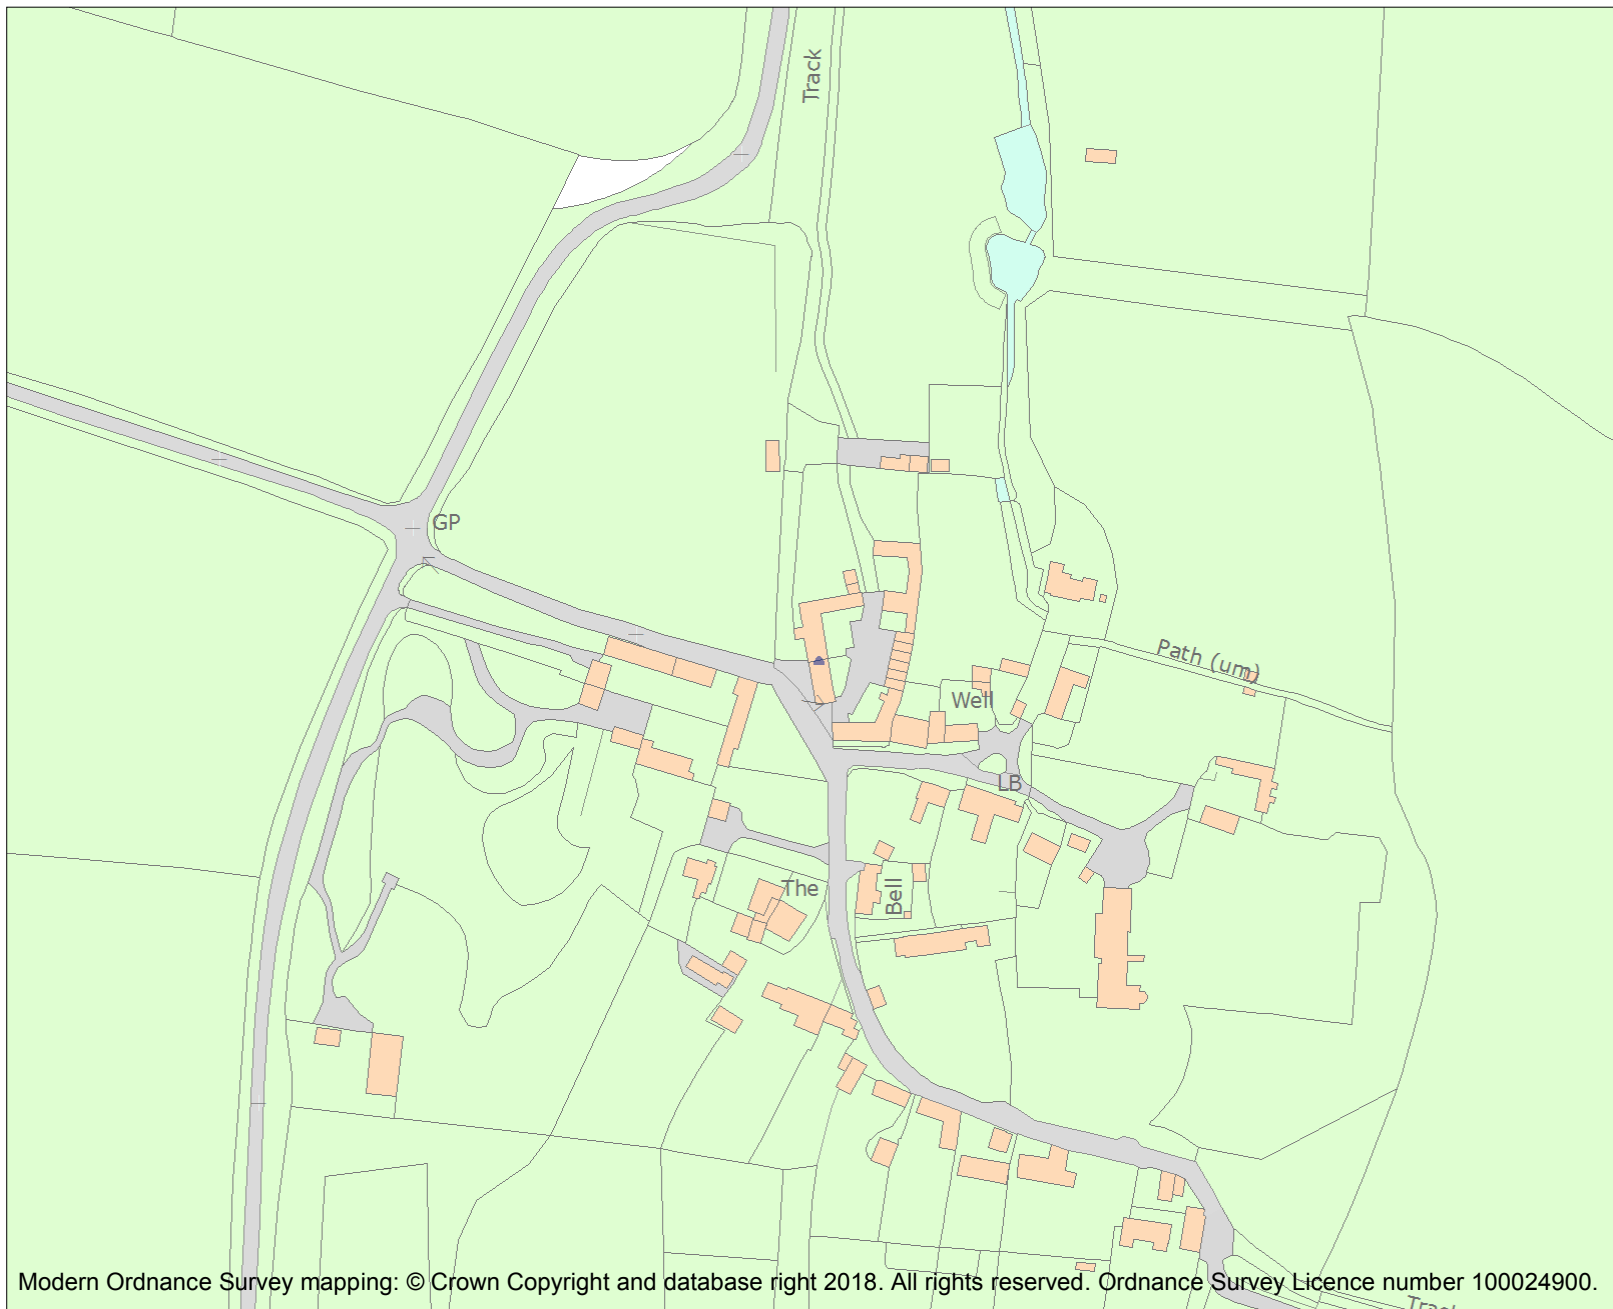 Track
GP
Path (um)
Well
LB
The
Bell
Modern Ordnance Survey mapping: © Crown Copyright and database right 2018. All rights reserved. Ordnance Survey Licence number 100024900.